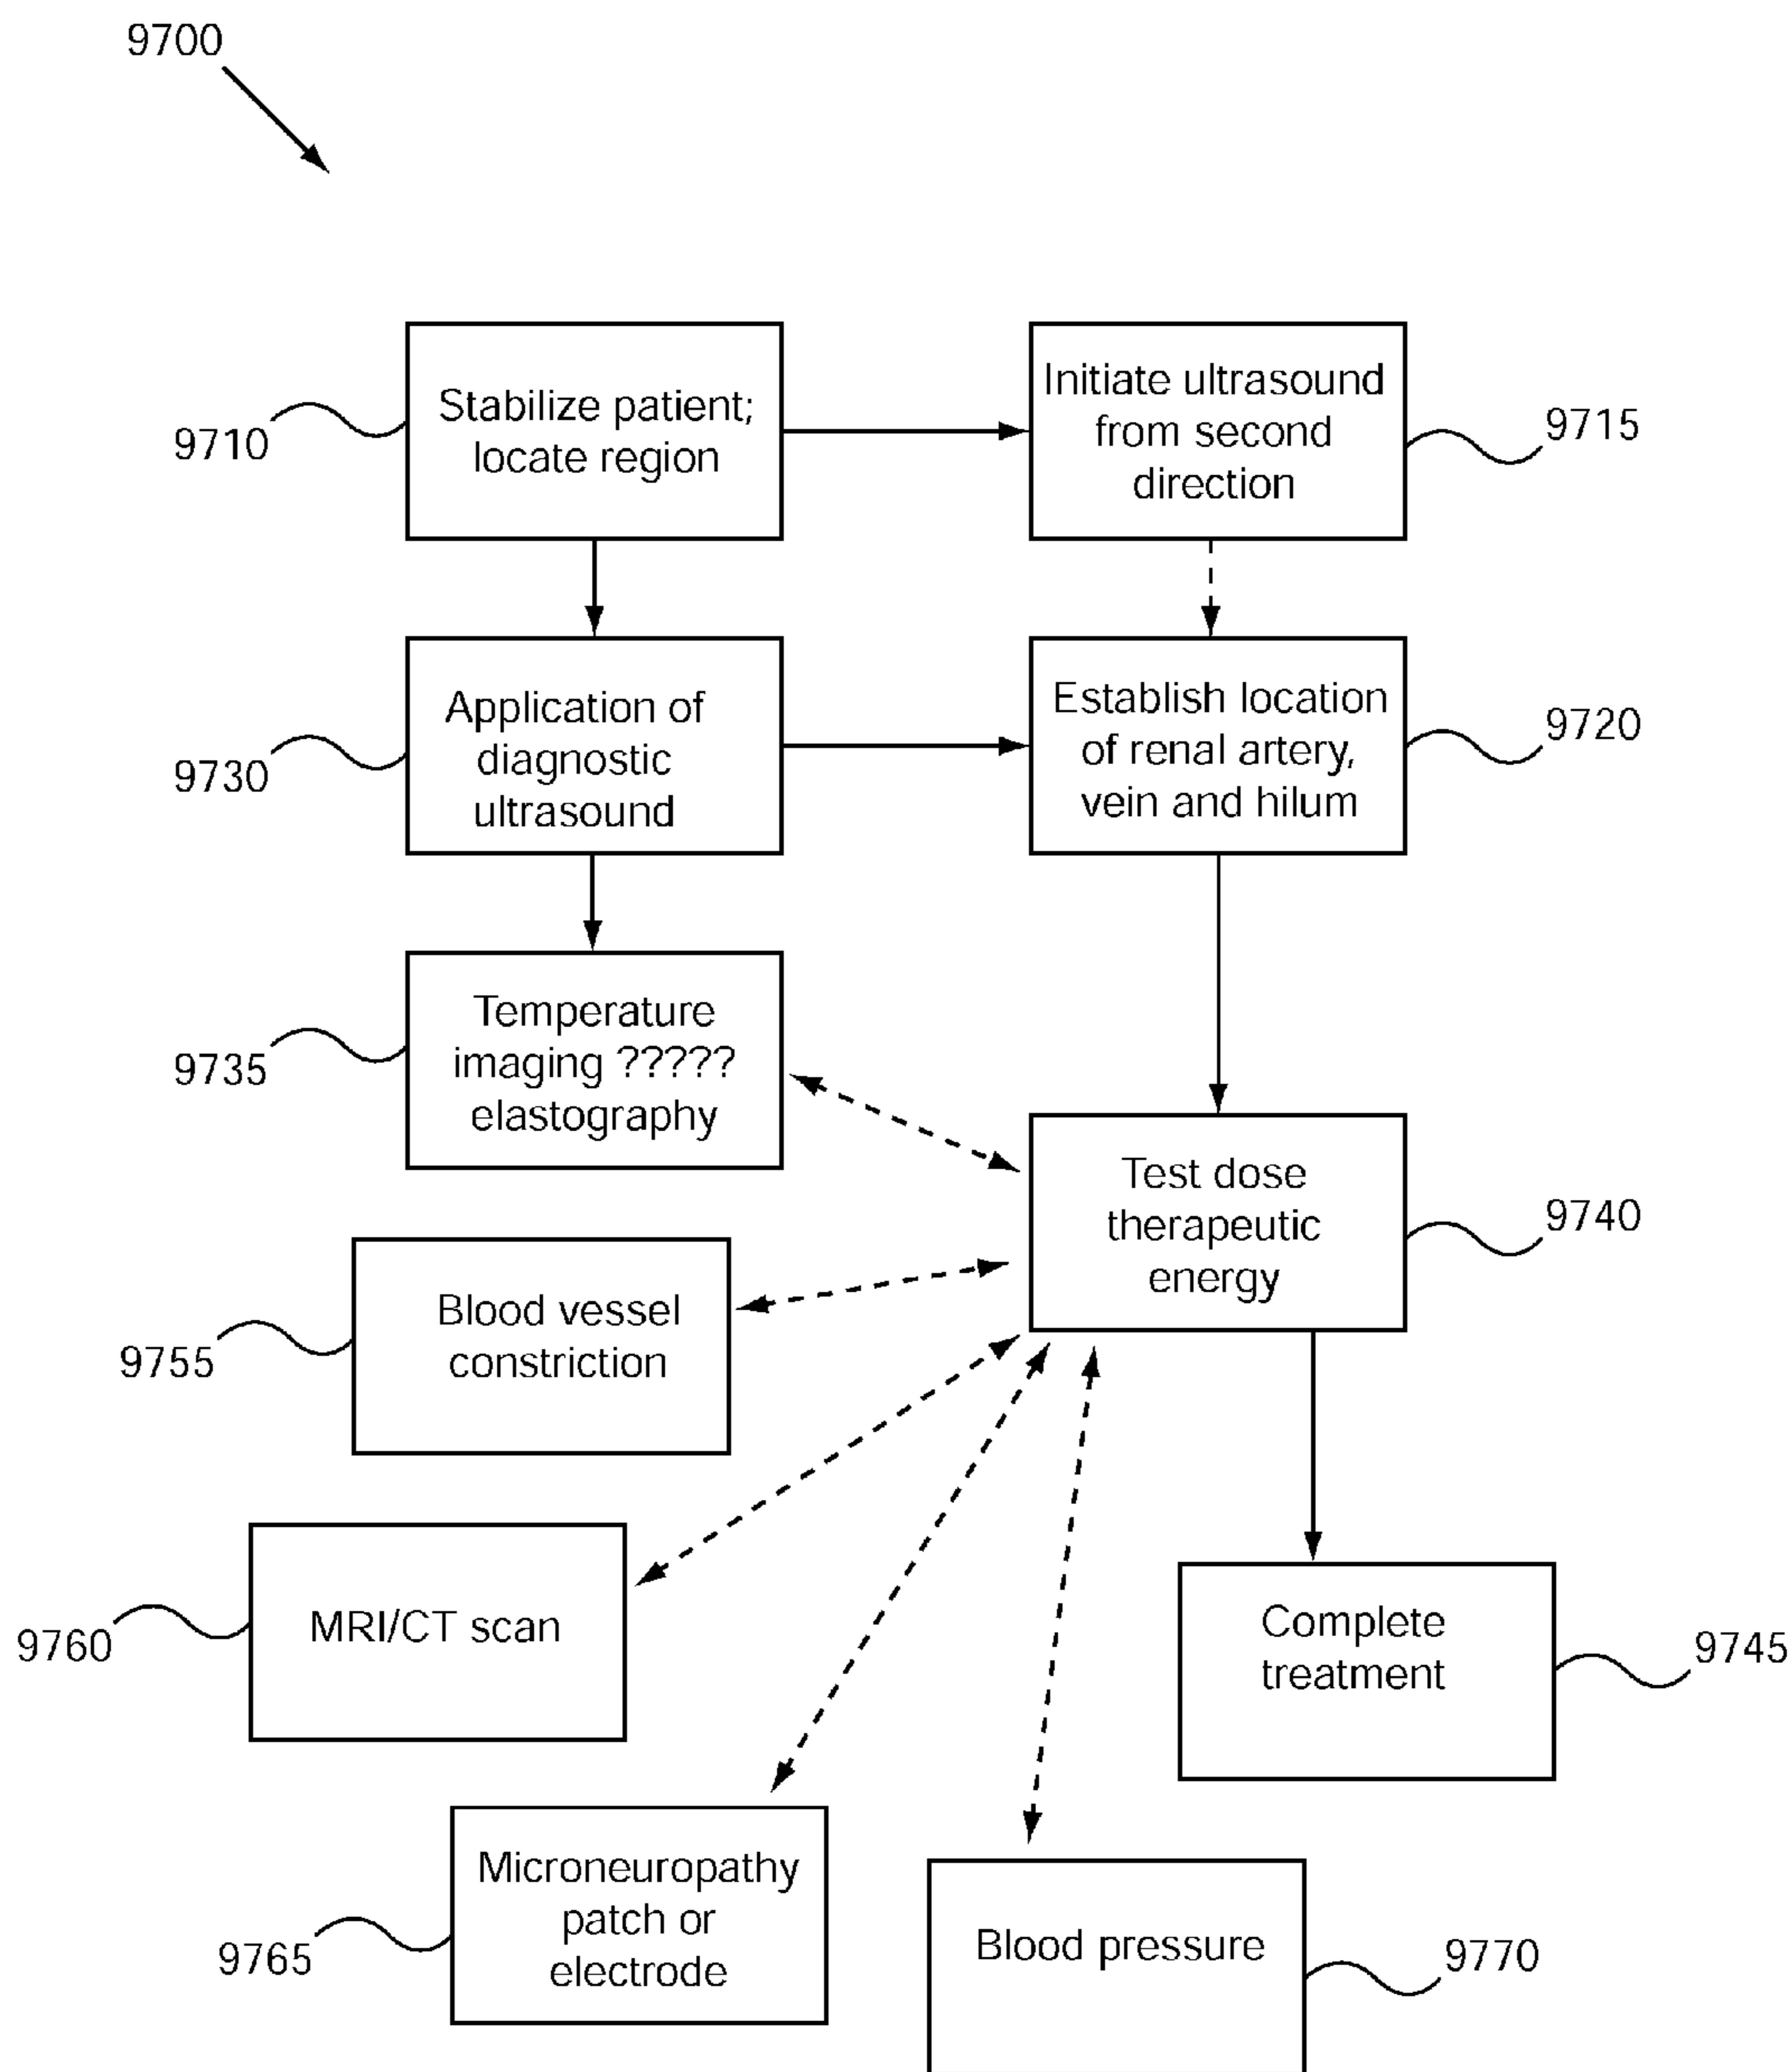 9700
Stabilize patient;
locate region
9710
Initiate ultrasound
from second
direction
9715
Application of
diagnostic
ultrasound
9730
Establish location
of renal artery,
vein and hilum
9720
Temperature
imaging ?????
elastography
9735
Test dose
therapeutic
energy
9740
Blood vessel
constriction
9755
MRI/CT scan
9760
Complete
treatment
9745
Microneuropathy
patch or
electrode
9765
Blood pressure
9770